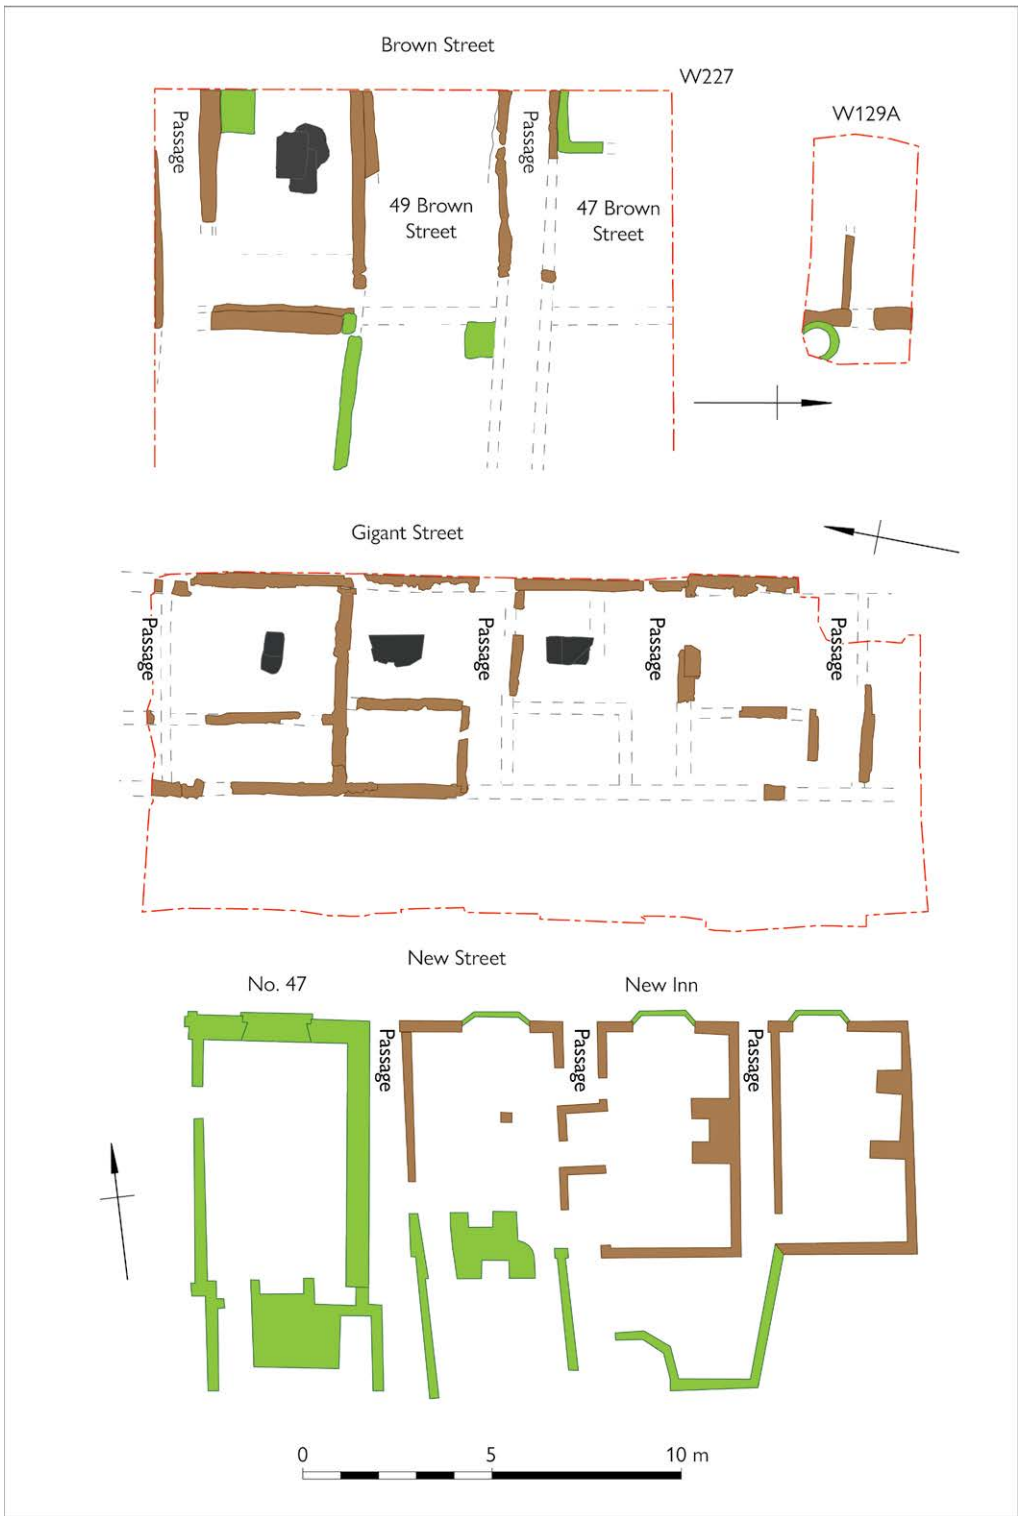 Brown Street
W227
W129A
Passage
Passage
49 Brown
Street
47 Brown
Street
Gigant Street
Passage
Passage
Passage
Passage
New Street
No. 47
New Inn
Passage
Passage
Passage
0 5 10 m